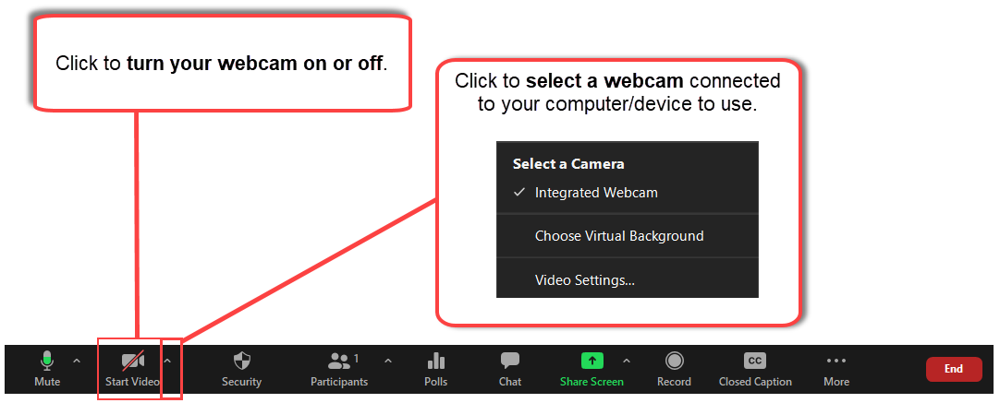 Click to turn your webcam on or off.
Click to select a webcam connected
to your computer/device to use.
Select a Camera
Integrated Webcam
Choose Virtual Background
Video Settings...
1
CC
Mute Start Video Security Participants Polls Chat Share Screen Record Closed Caption More End